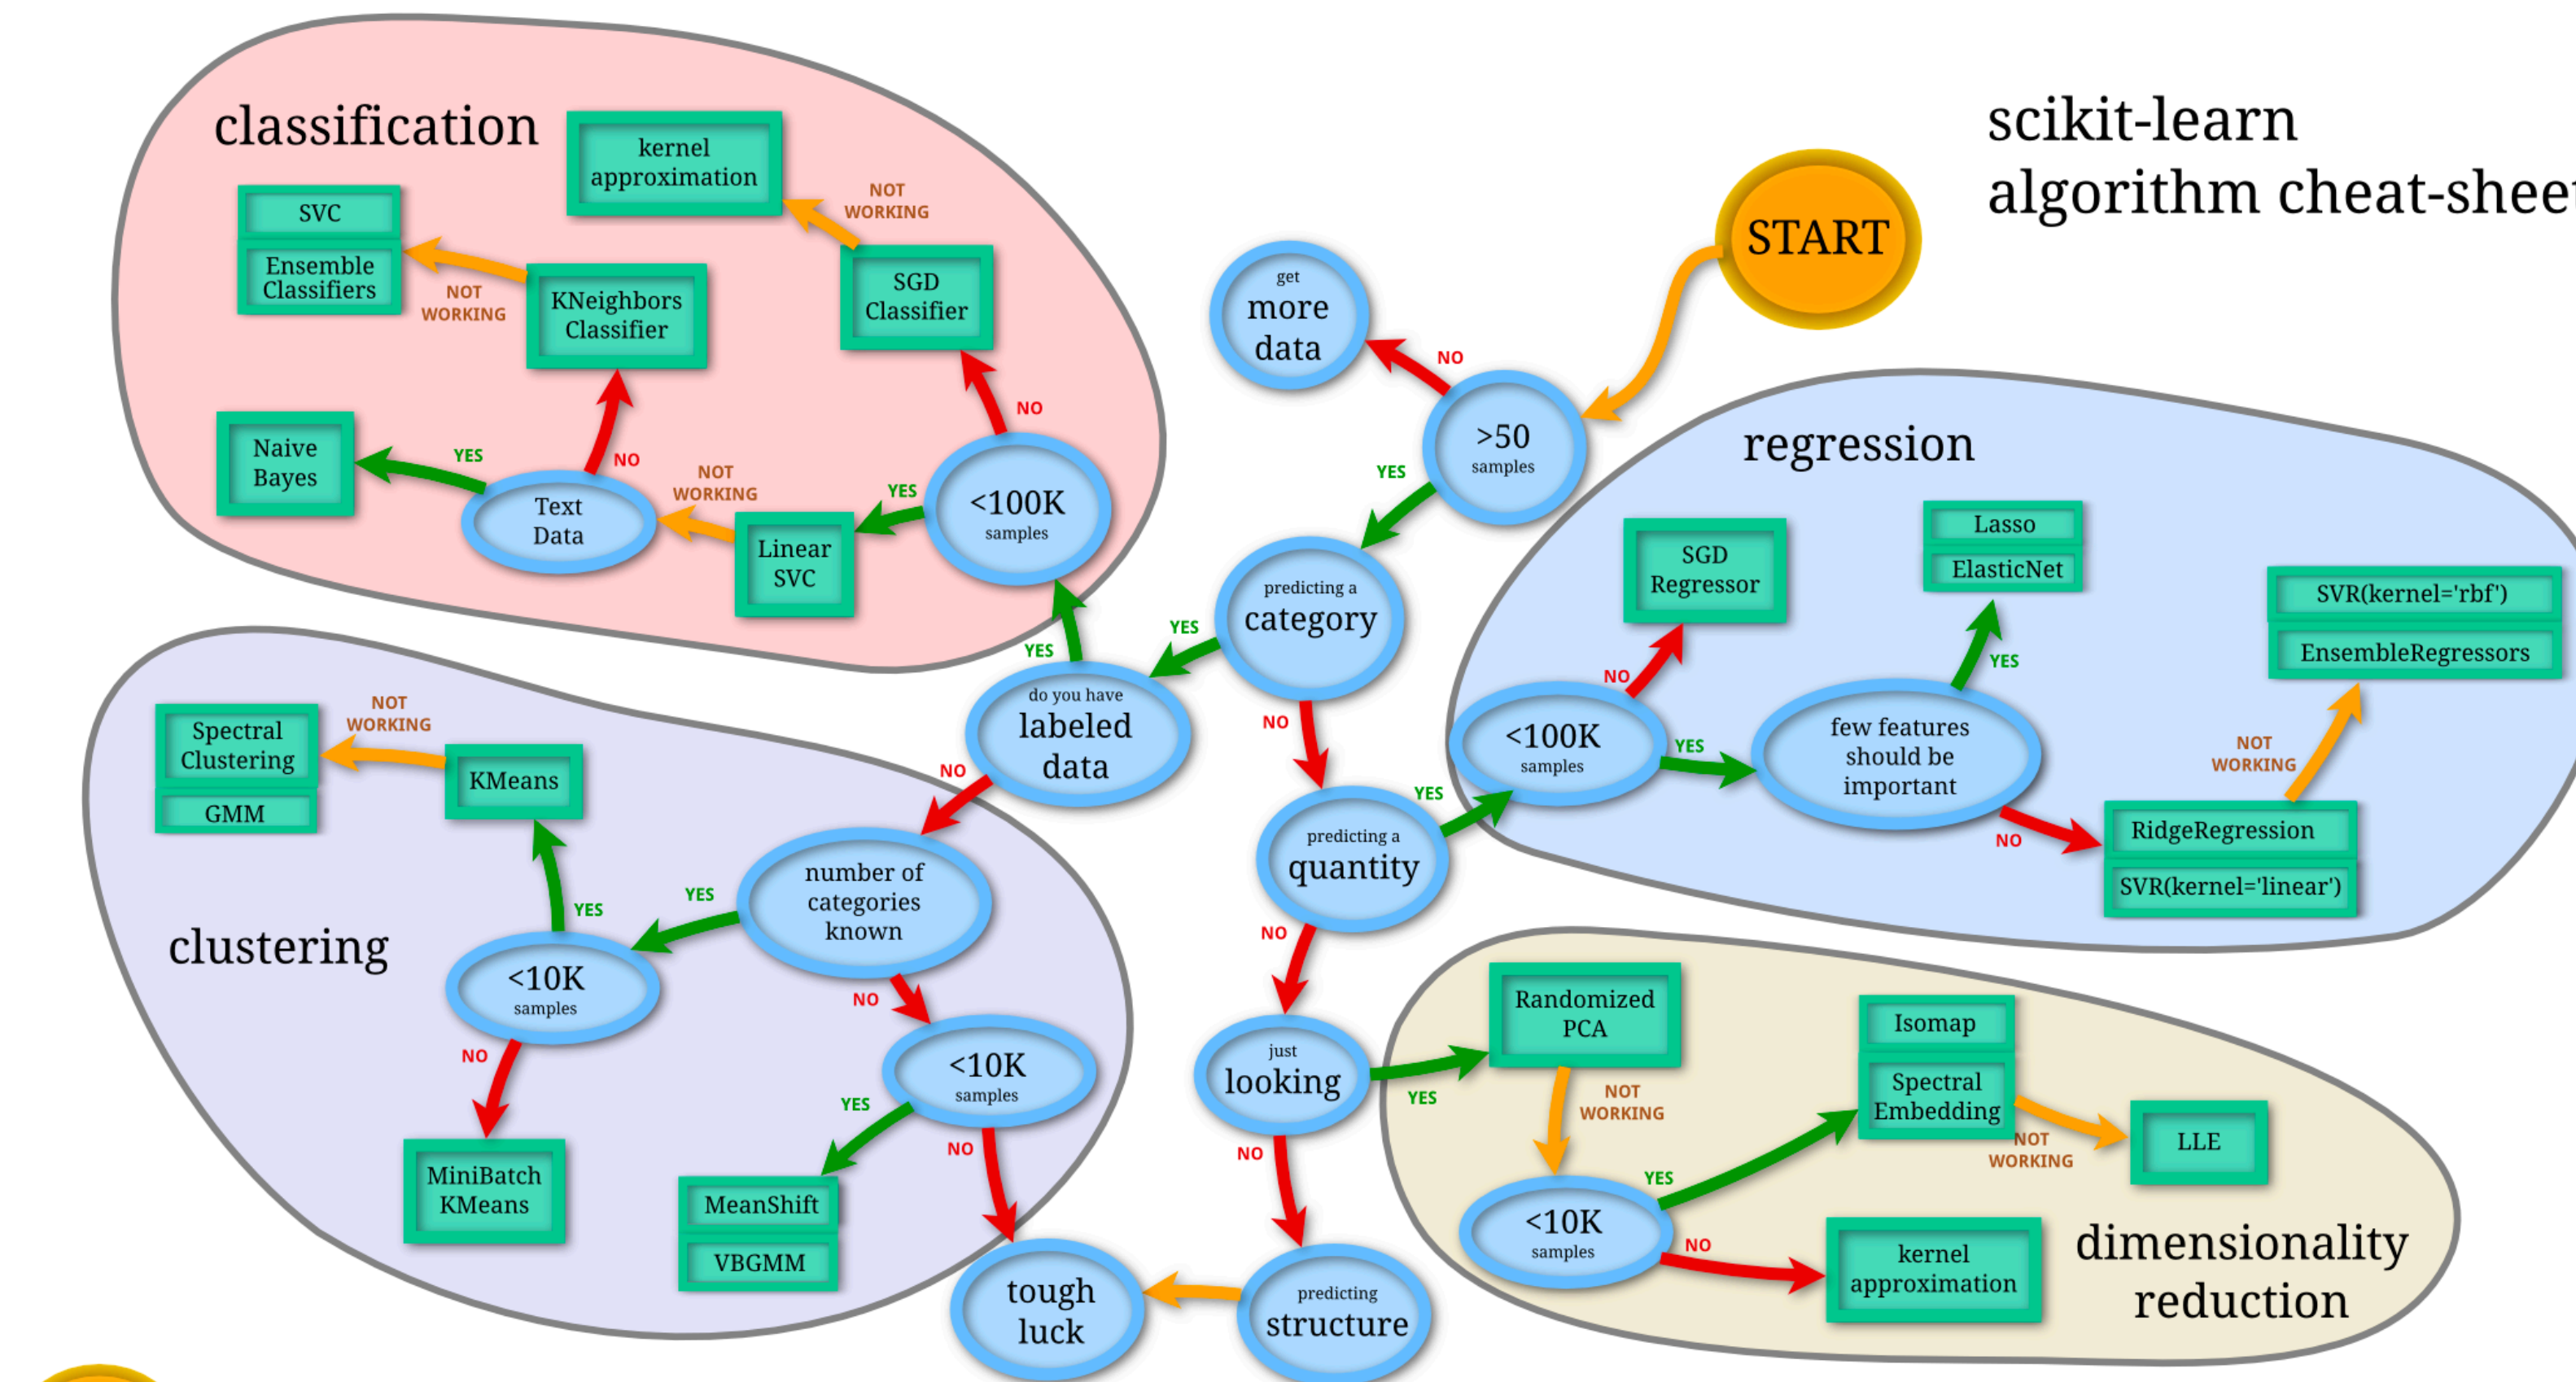 scikit-learn
algorithm cheat-sheet
START
classification
kernel
approximation
NOT
WORKING
SVC
Ensemble
Classifiers
NOT
WORKING
KNeighbors
Classifier
SGD
Classifier
NO
Naive
Bayes
YES
NO
Text
Data
NOT
WORKING
Linear
SVC
YES
<100K
samples
YES
get
more
data
NO
>50
samples
YES
predicting a
category
YES
NO
do you have
labeled
data
NO
predicting a
quantity
YES
NO
just
looking
YES
NO
predicting
structure
tough
luck
regression
SGD
Regressor
NO
<100K
samples
YES
few features
should be
important
YES
Lasso
ElasticNet
NO
RidgeRegression
SVR(kernel='linear')
NOT
WORKING
SVR(kernel='rbf')
EnsembleRegressors
clustering
Spectral
Clustering
GMM
NOT
WORKING
KMeans
YES
<10K
samples
NO
MiniBatch
KMeans
YES
number of
categories
known
NO
<10K
samples
YES
NO
MeanShift
VBGMM
dimensionality
reduction
Randomized
PCA
NOT
WORKING
<10K
samples
YES
Isomap
Spectral
Embedding
NOT
WORKING
LLE
NO
kernel
approximation